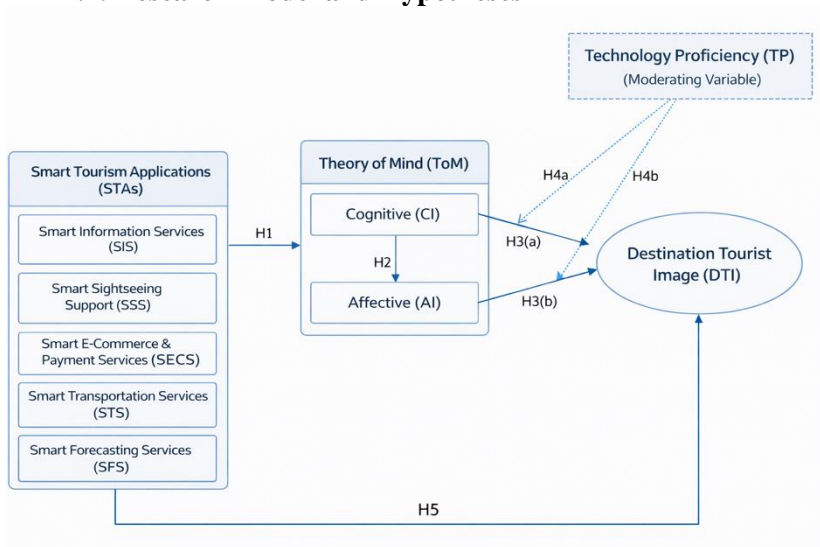 Technology Proficiency (TP)
(Moderating Variable)
Smart Tourism Applications
(STAs)
Smart Information Services
(SIS)
Smart Sightseeing
Support (SSS)
Smart E-Commerce &
Payment Services (SECS)
Smart Transportation Services
(STS)
Smart Forecasting Services
(SFS)
H1
Theory of Mind (ToM)
Cognitive (CI)
H2
Affective (AI)
H4a
H4b
H3(a)
H3(b)
Destination Tourist
Image (DTI)
H5